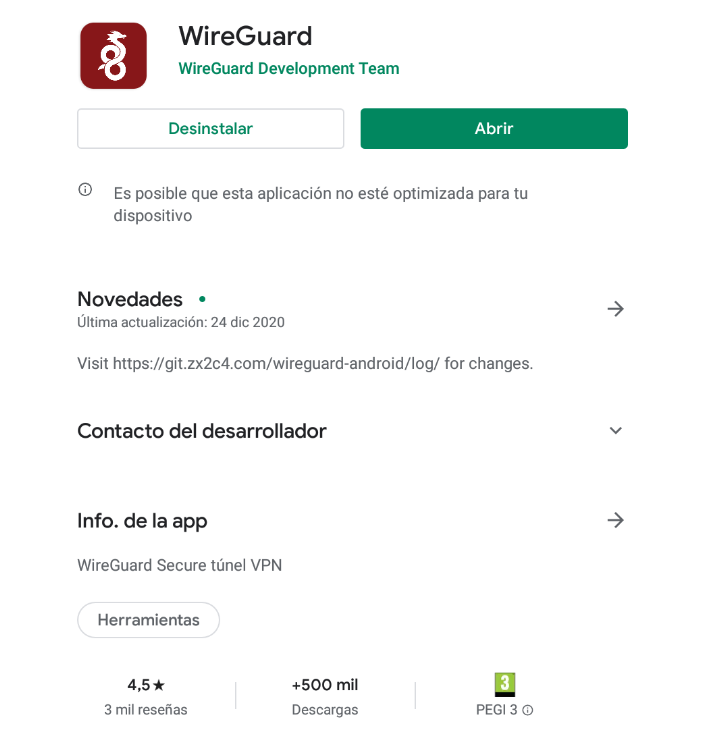 WireGuard
WireGuard Development Team
Desinstalar
Abrir
Es posible que esta aplicación no esté optimizada para tu
dispositivo
Novedades
Última actualización: 24 dic 2020
Visit https://git.zx2c4.com/wireguard-android/log/ for changes.
Contacto del desarrollador
Info. de la app
WireGuard Secure túnel VPN
Herramientas
4,5★
3 mil reseñas
+500 mil
Descargas
3
PEGI 3